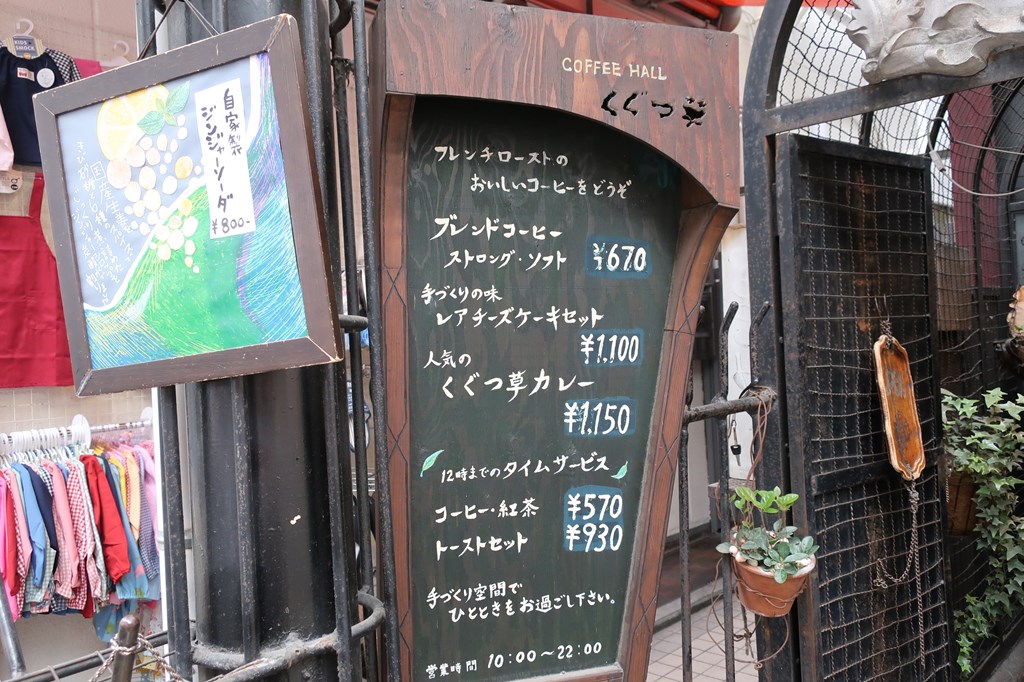 自家製
ジンジャーソーダ
¥800-
COFFEE HALL
くぐつ草
フレンチローストの
おいしいコーヒーをどうぞ
ブレンドコーヒー
ストロング・ソフト ¥670
手づくりの味
レアチーズケーキセット
¥1,100
人気の
くぐつ草カレー
¥1,150
12時までのタイムサービス
コーヒー・紅茶 ¥570
トーストセット ¥930
手づくり空間で
ひとときをお過ごし下さい。
営業時間 10:00〜22:00